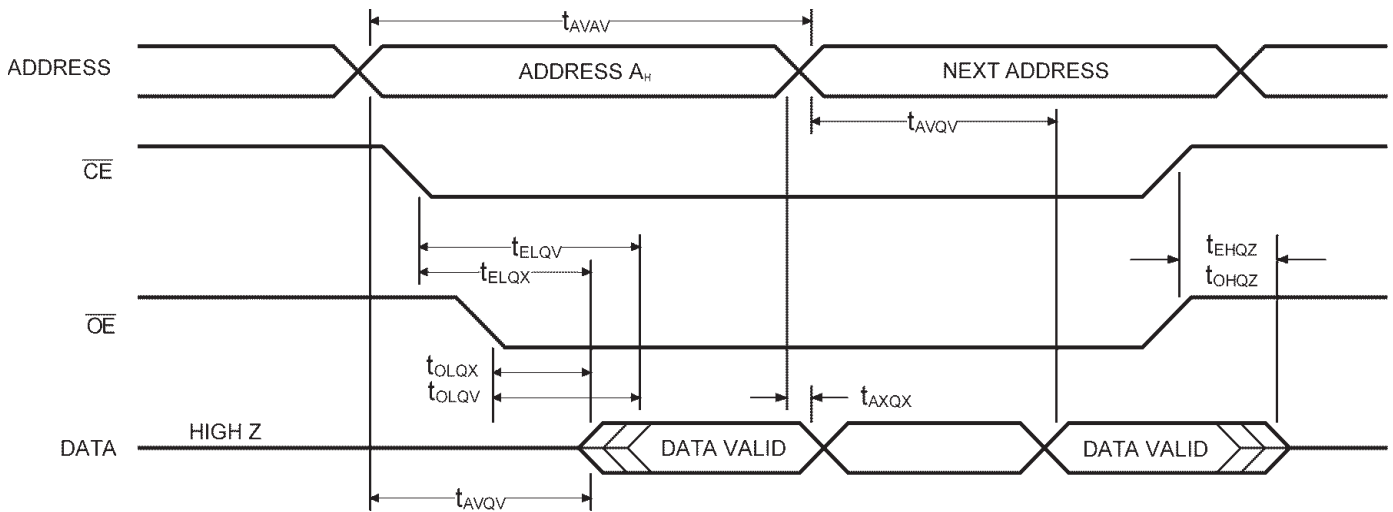 tAVAV
ADDRESS
ADDRESS AH
NEXT ADDRESS
tAVQV
CE
tELQV
tELQX
tEHQZ
tOHQZ
OE
tOLQX
tOLQV
tAXQX
HIGH Z
DATA
DATA VALID
DATA VALID
tAVQV